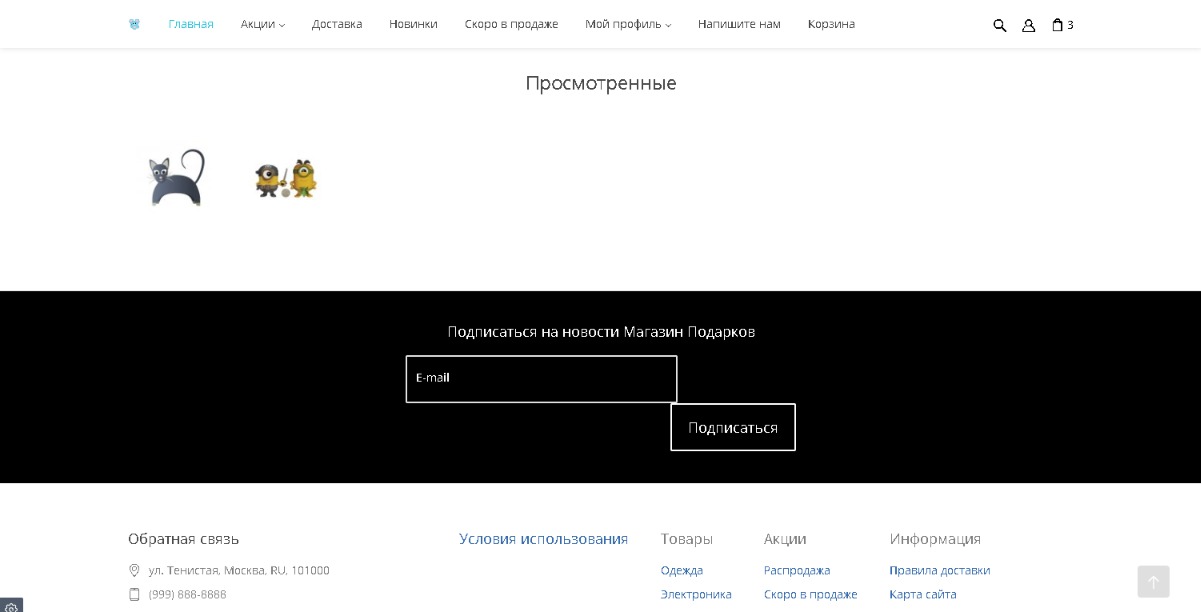 Главная Акции Доставка Новинки Скоро в продаже Мой профиль Напишите нам Корзина 3
Просмотренные
Подписаться на новости Магазин Подарков
E-mail
Подписаться
Обратная связь Условия использования Товары Акции Информация
ул. Тенистая, Москва, RU, 101000 Одежда Распродажа Правила доставки
(999) 888-8888 Электроника Скоро в продаже Карта сайта